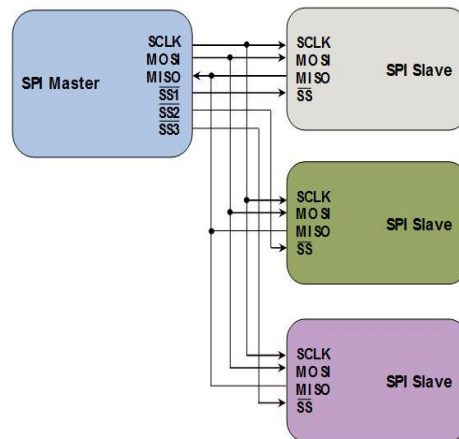 SPI Master
SCLK
MOSI
MISO
SS1
SS2
SS3
SCLK
MOSI
MISO
SS
SPI Slave
SCLK
MOSI
MISO
SS
SPI Slave
SCLK
MOSI
MISO
SS
SPI Slave